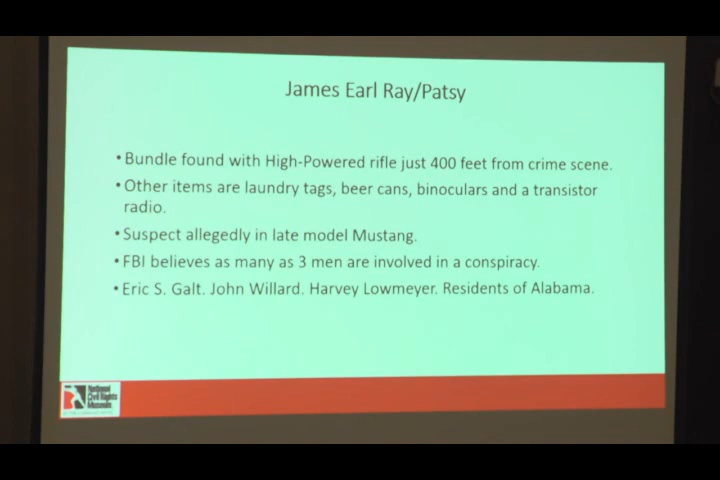 James Earl Ray/Patsy
• Bundle found with High-Powered rifle just 400 feet from crime scene.
• Other items are laundry tags, beer cans, binoculars and a transistor
radio.
• Suspect allegedly in late model Mustang.
• FBI believes as many as 3 men are involved in a conspiracy.
• Eric S. Galt. John Willard. Harvey Lowmeyer. Residents of Alabama.
National
Civil Rights
Museum